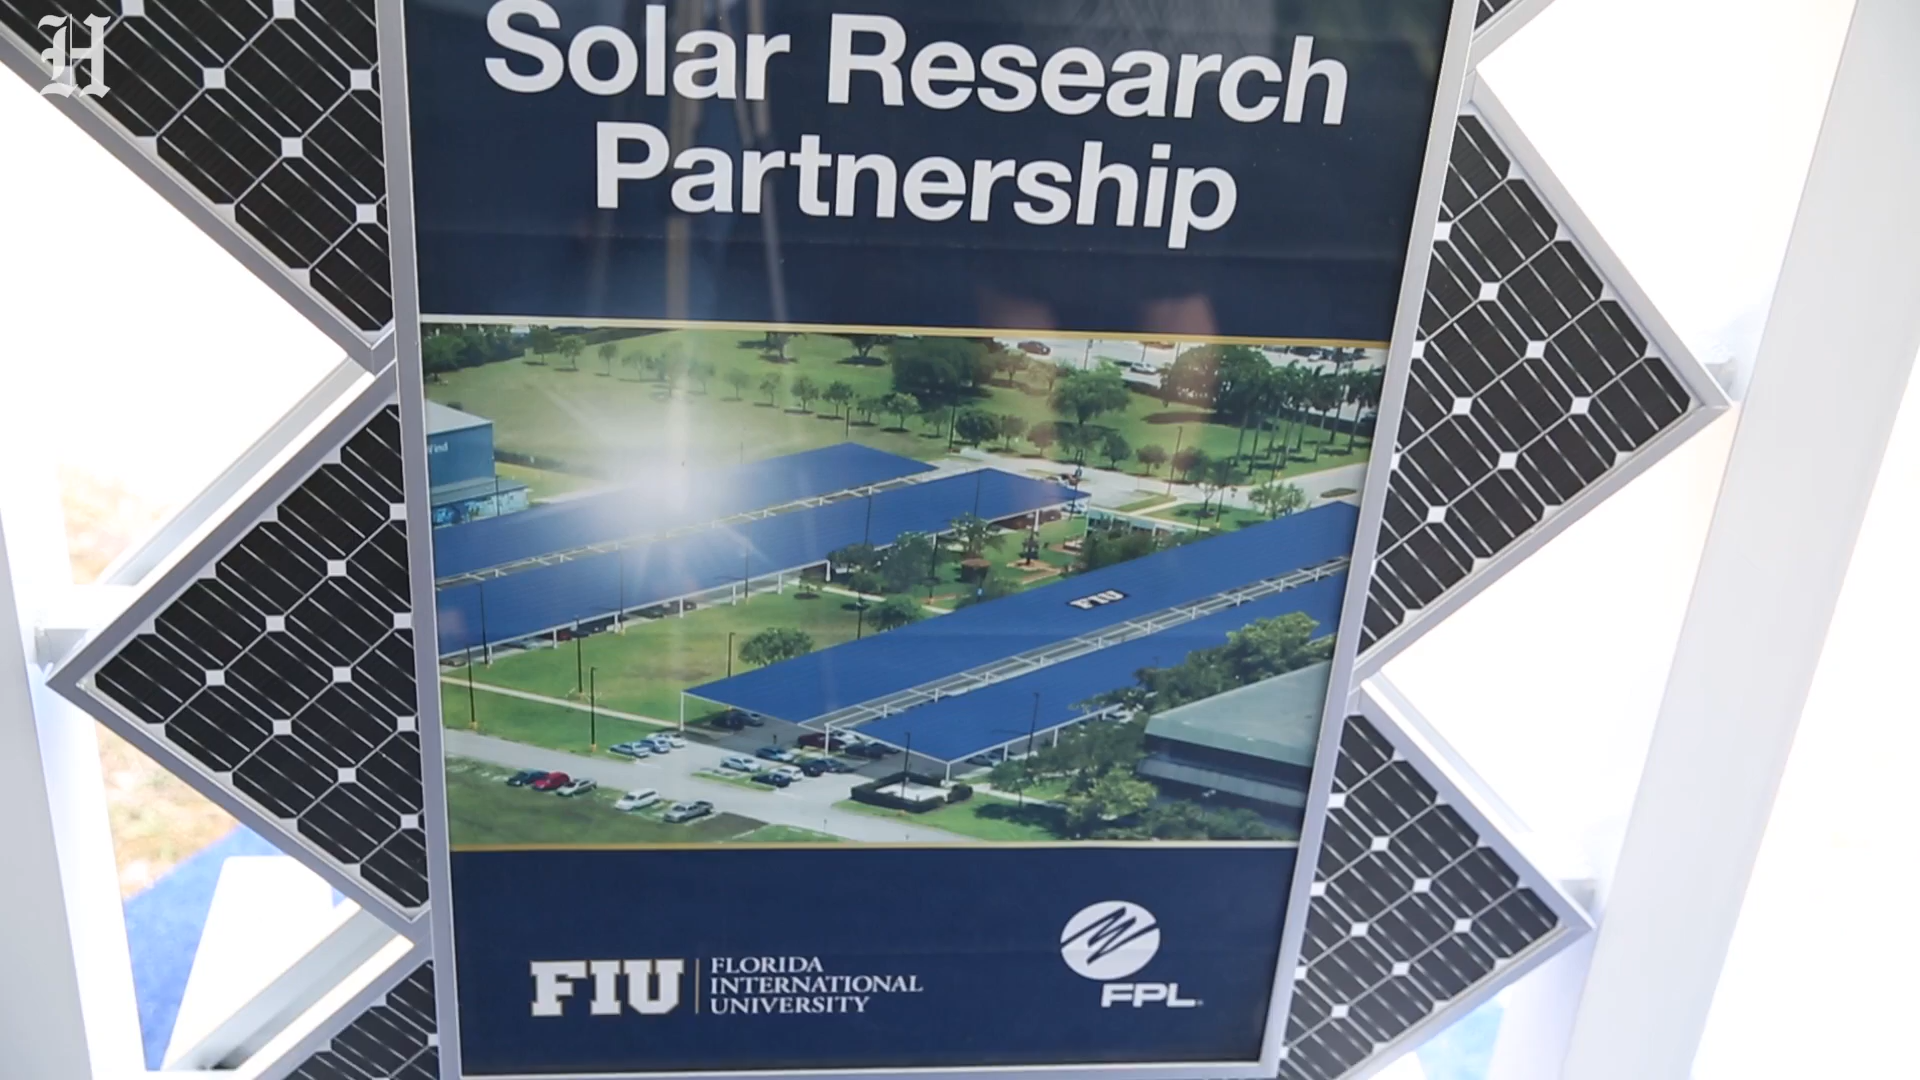 H
Solar Research
Partnership
FIU
FIU
FLORIDA
INTERNATIONAL
UNIVERSITY
FPL